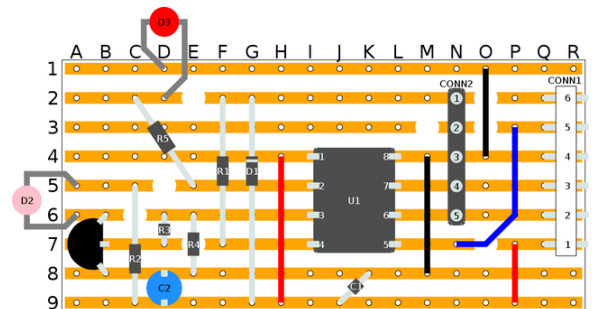 D3
A B C D E F G H I J K L M N O P Q R
1 CONN2 CONN1
2 1 6
3 R5 2 5
4 R1 D1 1 8 3 4
5 D2 2 U1 7 4 3
6 R3 3 6 5 2
7 R2 R4 4 5 1
8 C2 C1
9